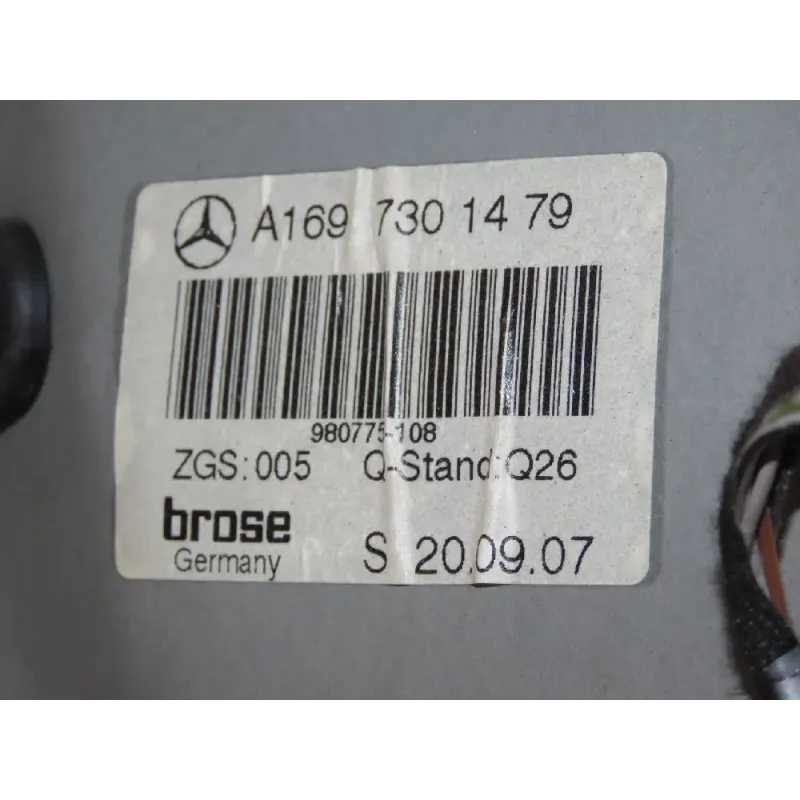 A169 730 14 79
980775-108
ZGS:005 Q-Stand:Q26
brose
Germany S 20.09.07